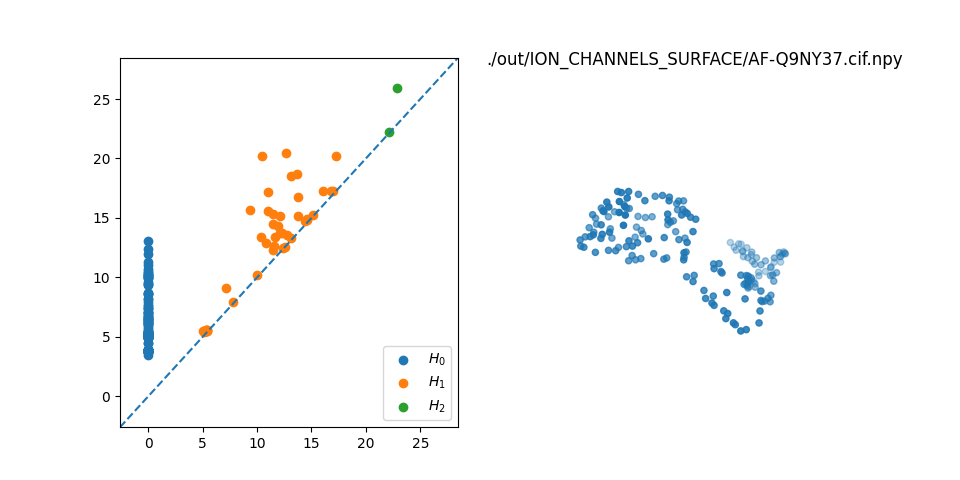 ./out/ION_CHANNELS_SURFACE/AF-Q9NY37.cif.npy
25
20
15
10
5
0
H₀
H₁
H₂
0 5 10 15 20 25